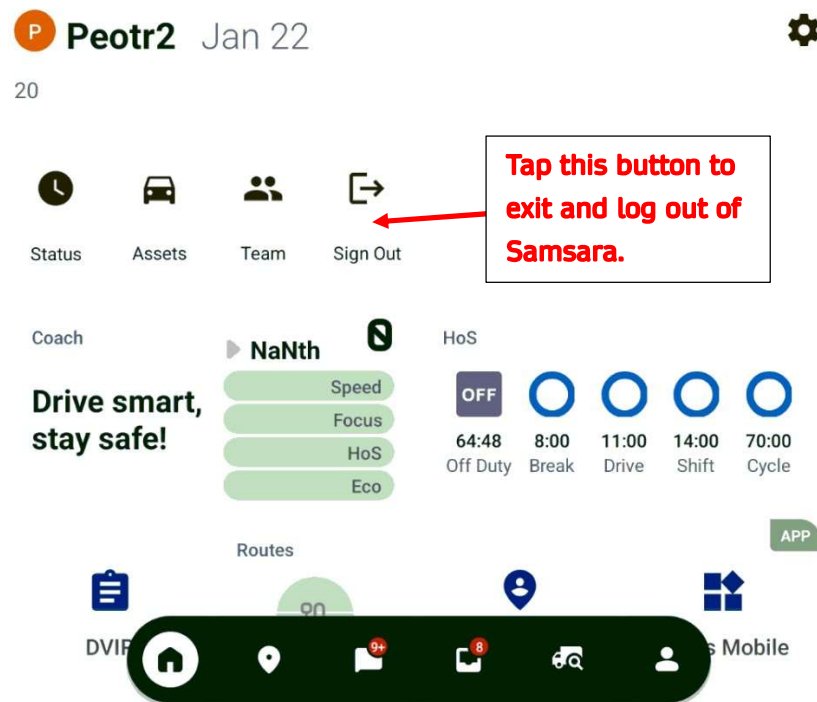 P Peotr2 Jan 22
20
Tap this button to
exit and log out of
Samsara.
Status Assets Team Sign Out
Coach
Drive smart,
stay safe!
NaNth 0
Speed
Focus
HoS
Eco
HoS
OFF
64:48 8:00 11:00 14:00 70:00
Off Duty Break Drive Shift Cycle
APP
Routes
DVIR
Mobile
9+ 8